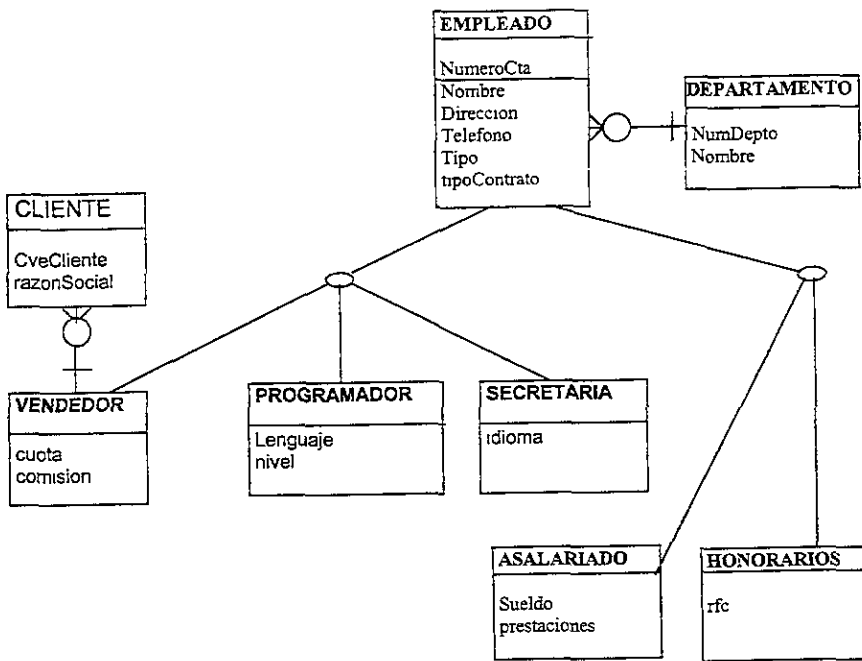 EMPLEADO
NumeroCta
Nombre
Direccion
Telefono
Tipo
tipoContrato
DEPARTAMENTO
NumDepto
Nombre
CLIENTE
CveCliente
razonSocial
VENDEDOR
cuota
comision
PROGRAMADOR
Lenguaje
nivel
SECRETARIA
idioma
ASALARIADO
Sueldo
prestaciones
HONORARIOS
rfc